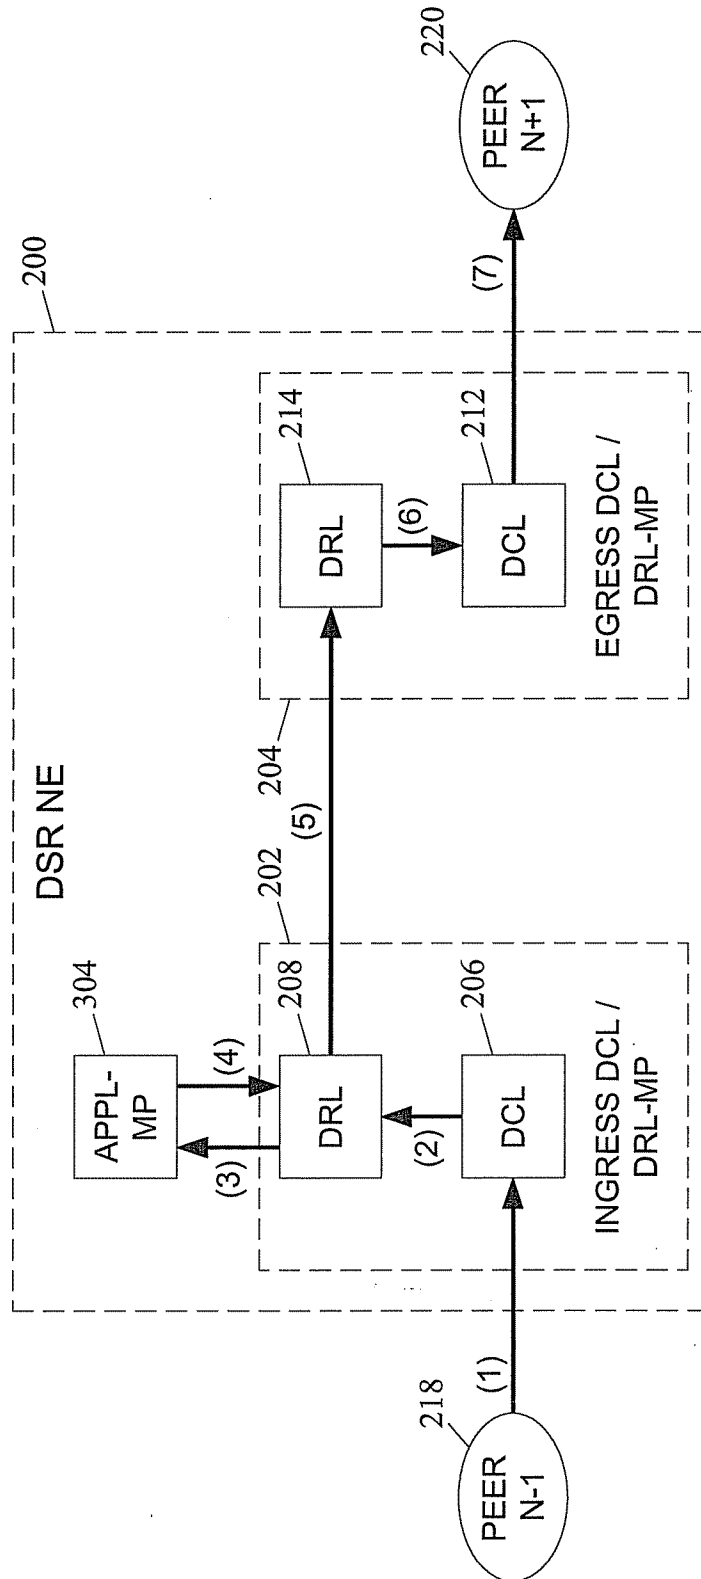 200
DSR NE
304
APPL-
MP
(3)
(4)
202
208
DRL
(2)
206
DCL
INGRESS DCL /
DRL-MP
(5)
204
214
DRL
(6)
212
DCL
EGRESS DCL /
DRL-MP
218
PEER
N-1
(1)
(7)
220
PEER
N+1